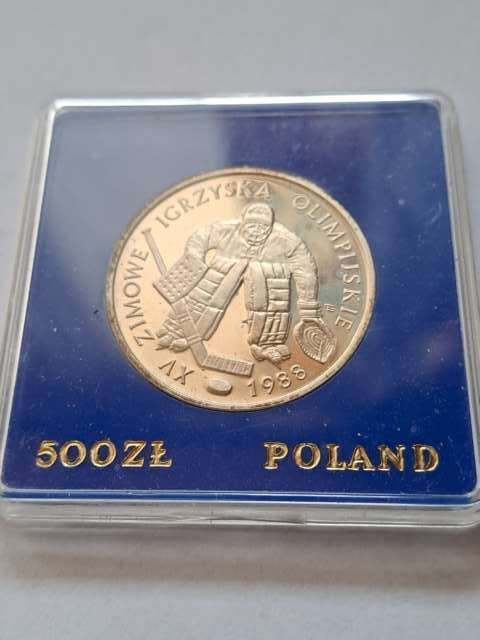 XV ZIMOWE IGRZYSKA OLIMPIJSKIE
1988
500ZŁ POLAND